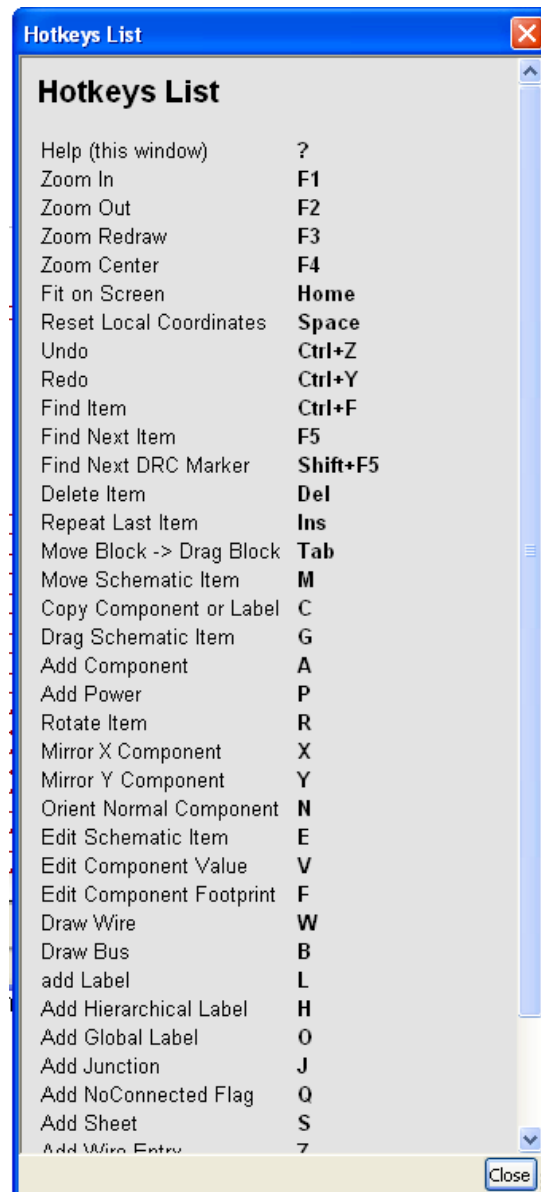 Hotkeys List
Hotkeys List
Help (this window) ?
Zoom In F1
Zoom Out F2
Zoom Redraw F3
Zoom Center F4
Fit on Screen Home
Reset Local Coordinates Space
Undo Ctrl+Z
Redo Ctrl+Y
Find Item Ctrl+F
Find Next Item F5
Find Next DRC Marker Shift+F5
Delete Item Del
Repeat Last Item Ins
Move Block -> Drag Block Tab
Move Schematic Item M
Copy Component or Label C
Drag Schematic Item G
Add Component A
Add Power P
Rotate Item R
Mirror X Component X
Mirror Y Component Y
Orient Normal Component N
Edit Schematic Item E
Edit Component Value V
Edit Component Footprint F
Draw Wire W
Draw Bus B
add Label L
Add Hierarchical Label H
Add Global Label O
Add Junction J
Add NoConnected Flag Q
Add Sheet S
Add Wire Entry Z
Close